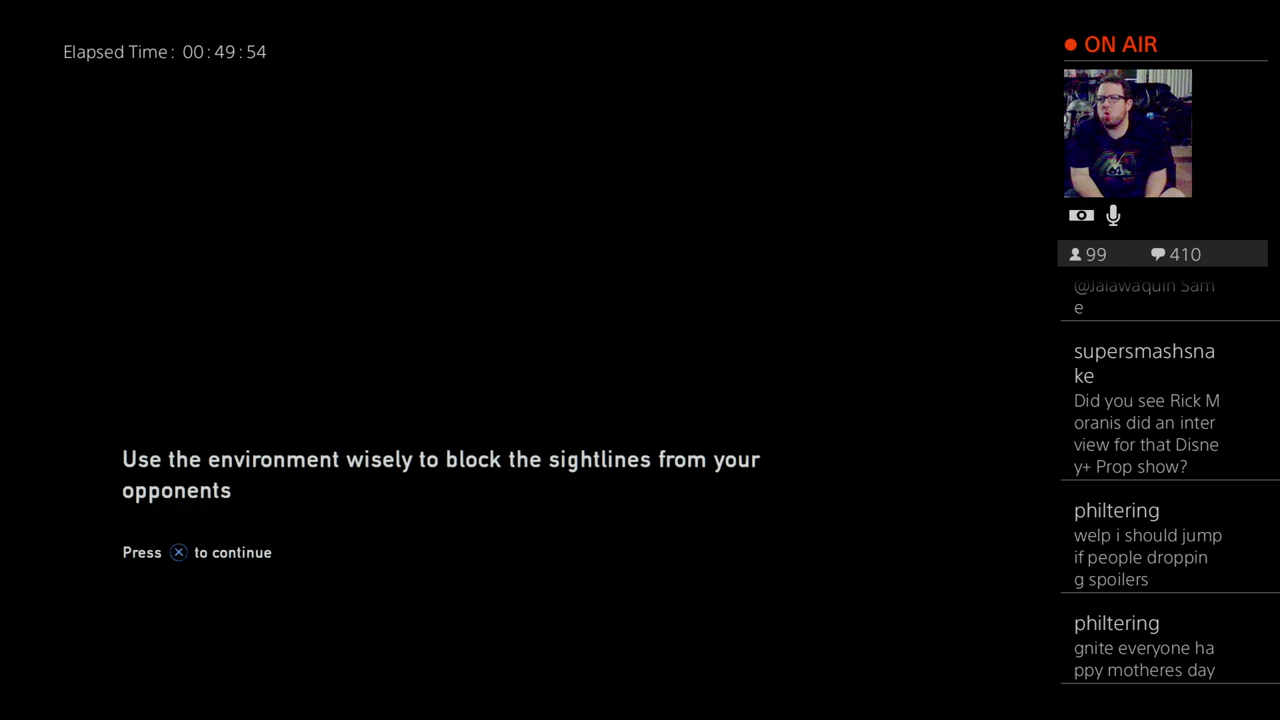 Elapsed Time: 00:49:54
ON AIR
99 410
@Jalawaquin Sam
e
supersmashsna
ke
Did you see Rick M
oranis did an inter
view for that Disne
y+ Prop show?
philtering
welp i should jump
if people droppin
g spoilers
philtering
gnite everyone ha
ppy motheres day
Use the environment wisely to block the sightlines from your
opponents
Press X to continue